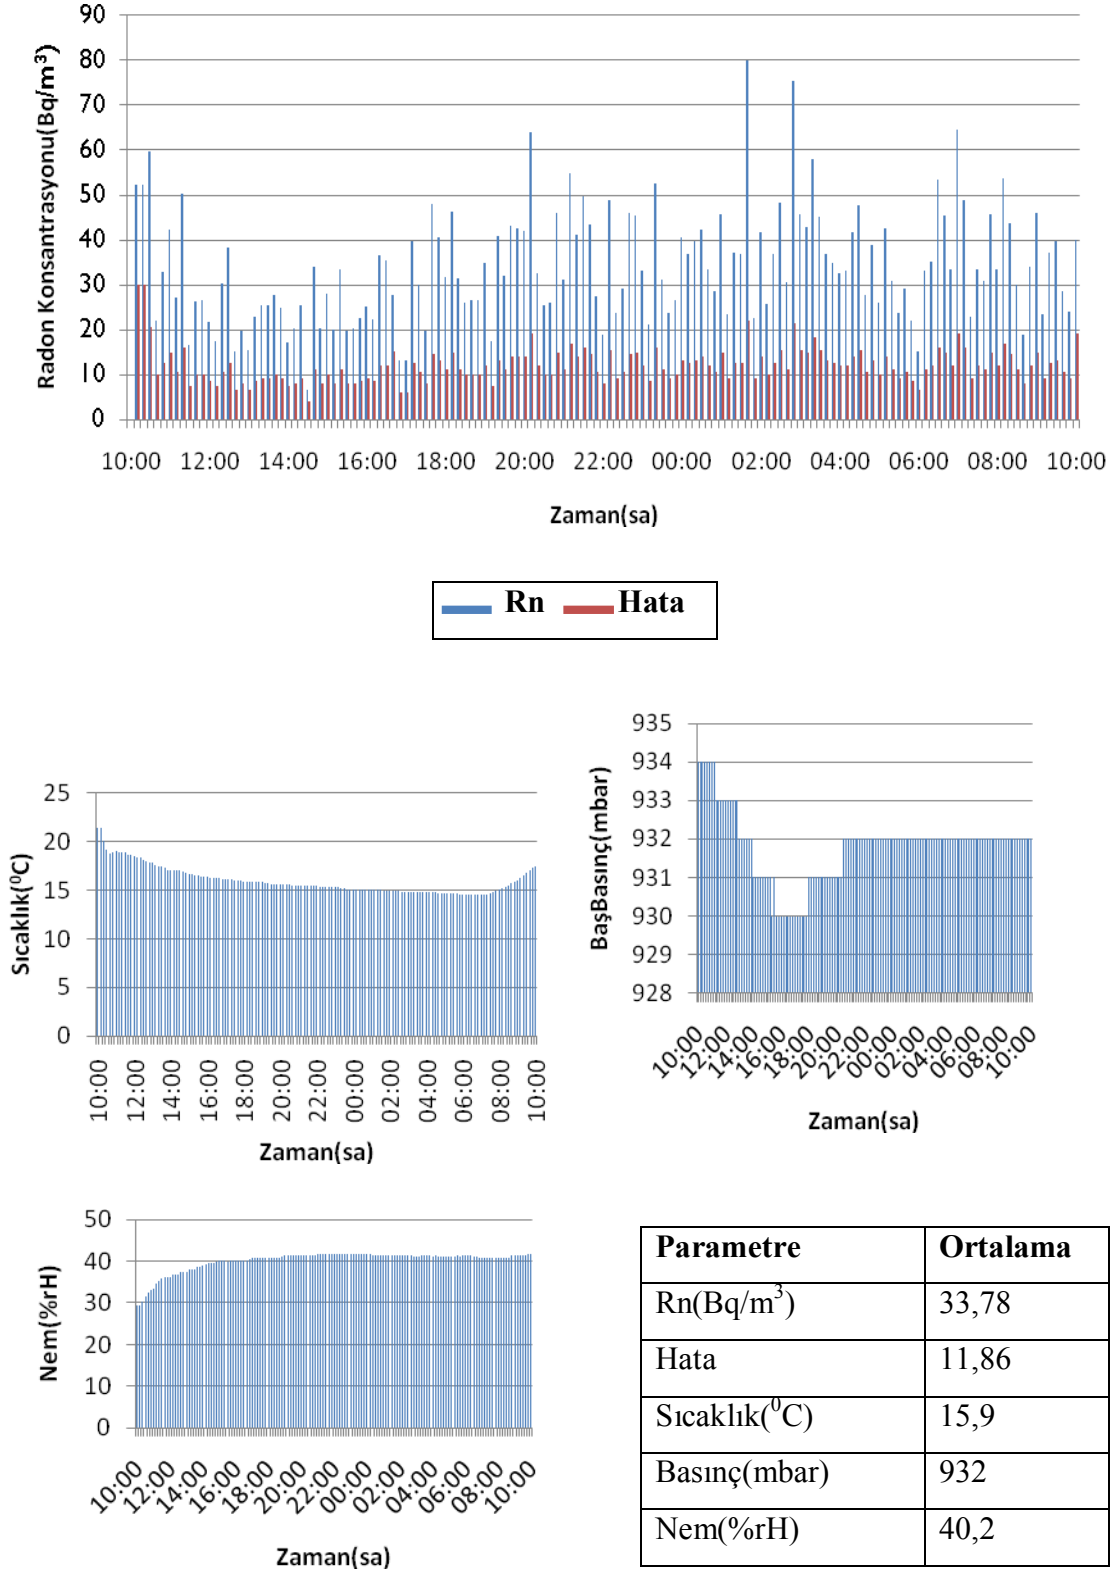 90
80
70
60
50
40
30
20
10
0
Radon Konsantrasyonu(Bq/m³)
10:00 12:00 14:00 16:00 18:00 20:00 22:00 00:00 02:00 04:00 06:00 08:00 10:00
Zaman(sa)
Rn Hata
25
20
15
10
5
0
Sıcaklık(⁰C)
10:00 12:00 14:00 16:00 18:00 20:00 22:00 00:00 02:00 04:00 06:00 08:00 10:00
Zaman(sa)
935
934
933
932
931
930
929
928
BaşBasınç(mbar)
10:00 12:00 14:00 16:00 18:00 20:00 22:00 00:00 02:00 04:00 06:00 08:00 10:00
Zaman(sa)
50
40
30
20
10
0
Nem(%rH)
10:00 12:00 14:00 16:00 18:00 20:00 22:00 00:00 02:00 04:00 06:00 08:00 10:00
Zaman(sa)
Parametre Ortalama
Rn(Bq/m³) 33,78
Hata 11,86
Sıcaklık(⁰C) 15,9
Basınç(mbar) 932
Nem(%rH) 40,2